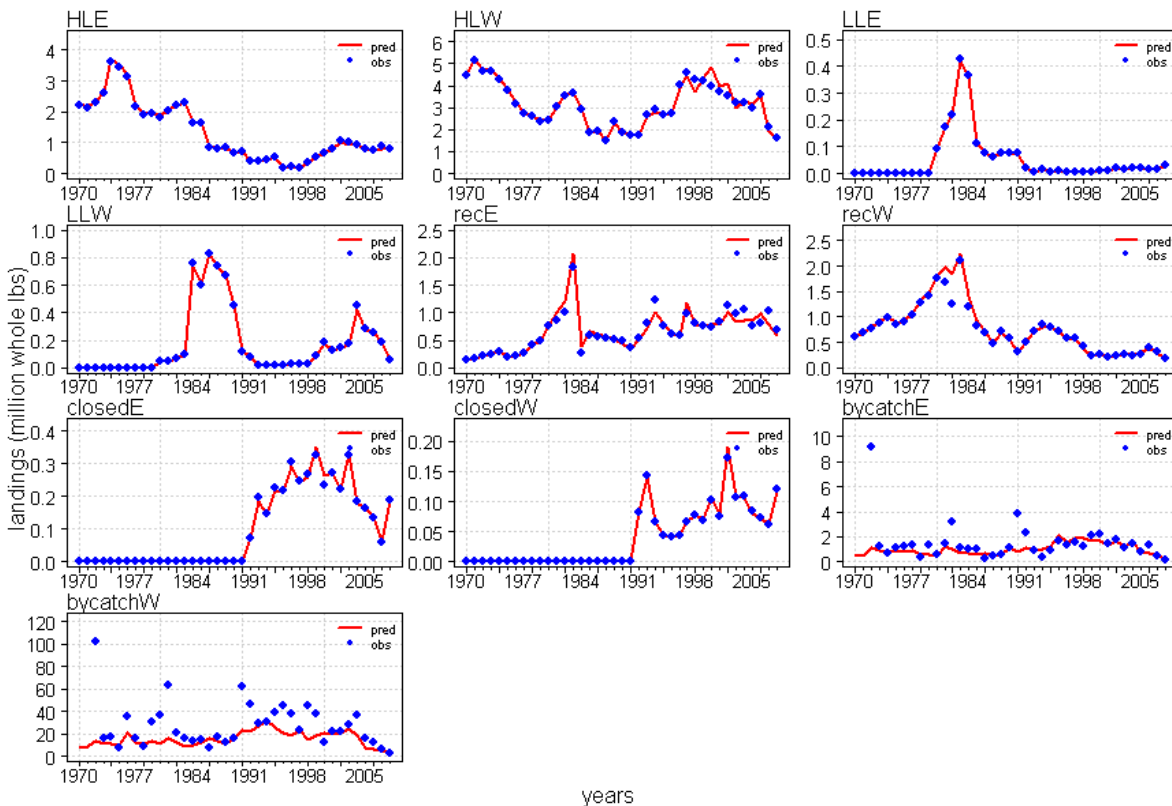 HLE
pred
obs
4
3
2
1
0
1970 1977 1984 1991 1998 2005
HLW
pred
obs
6
5
4
3
2
1
0
1970 1977 1984 1991 1998 2005
LLE
pred
obs
0.5
0.4
0.3
0.2
0.1
0.0
1970 1977 1984 1991 1998 2005
LLW
pred
obs
1.0
0.8
0.6
0.4
0.2
0.0
1970 1977 1984 1991 1998 2005
recE
pred
obs
2.5
2.0
1.5
1.0
0.5
0.0
1970 1977 1984 1991 1998 2005
recW
pred
obs
2.5
2.0
1.5
1.0
0.5
0.0
1970 1977 1984 1991 1998 2005
closedE
pred
obs
0.4
0.3
0.2
0.1
0.0
1970 1977 1984 1991 1998 2005
closedW
pred
obs
0.20
0.15
0.10
0.05
0.00
1970 1977 1984 1991 1998 2005
bycatchE
pred
obs
10
8
6
4
2
0
1970 1977 1984 1991 1998 2005
bycatchW
pred
obs
120
100
80
60
40
20
0
1970 1977 1984 1991 1998 2005
landings (million whole lbs)
years